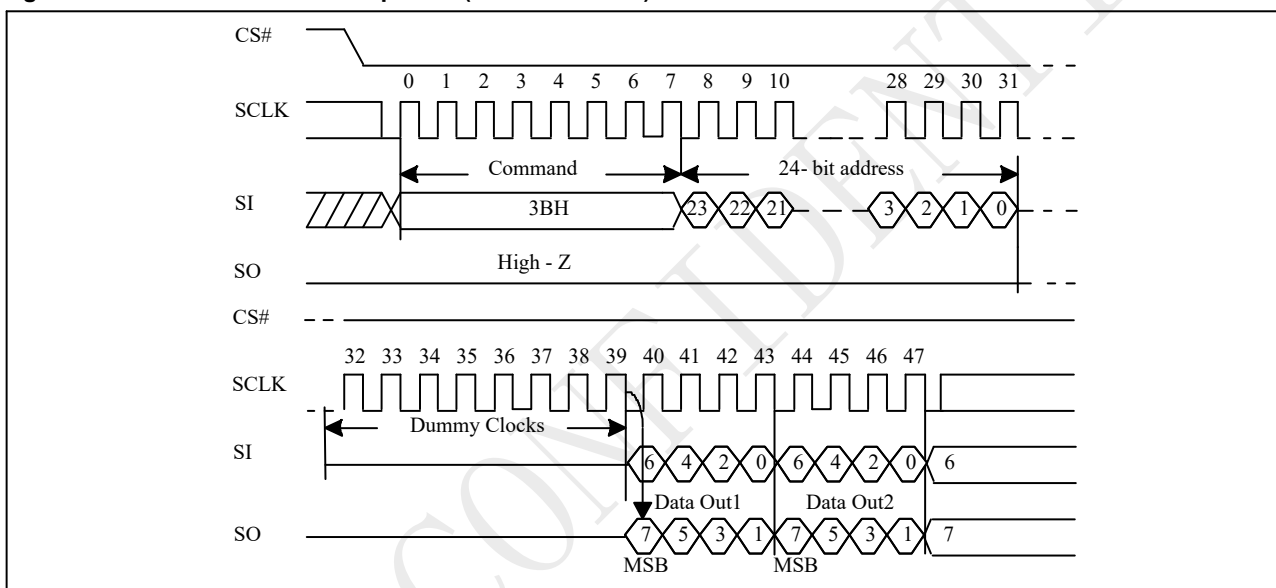 CS#
0 1 2 3 4 5 6 7 8 9 10 28 29 30 31
SCLK
Command 24- bit address
SI 3BH 23 22 21 3 2 1 0
High - Z
SO
CS#
32 33 34 35 36 37 38 39 40 41 42 43 44 45 46 47
SCLK
Dummy Clocks
SI 6 4 2 0 6 4 2 0 6
Data Out1 Data Out2
SO 7 5 3 1 7 5 3 1 7
MSB MSB